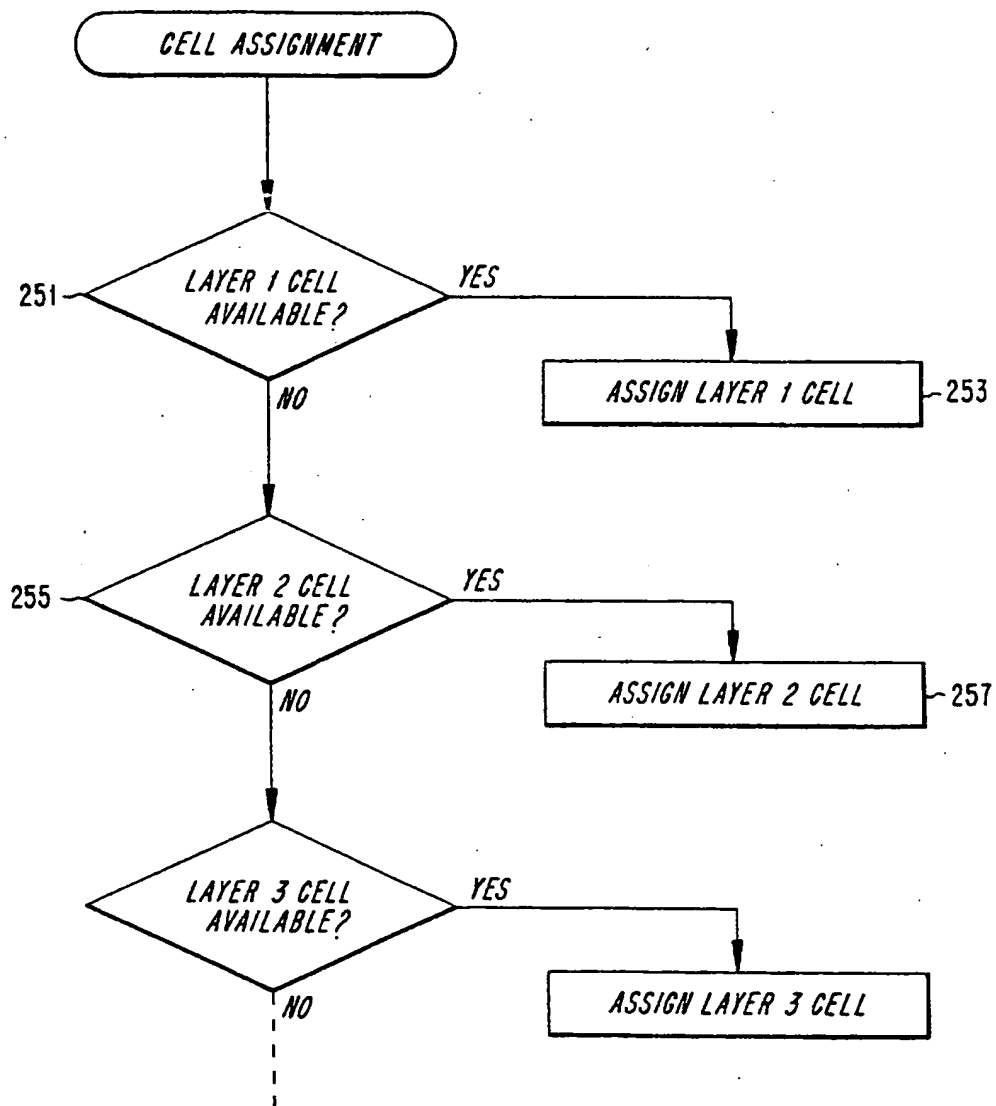 CELL ASSIGNMENT
LAYER 1 CELL
AVAILABLE?
251
YES
NO
ASSIGN LAYER 1 CELL
253
LAYER 2 CELL
AVAILABLE?
255
YES
NO
ASSIGN LAYER 2 CELL
257
LAYER 3 CELL
AVAILABLE?
YES
NO
ASSIGN LAYER 3 CELL